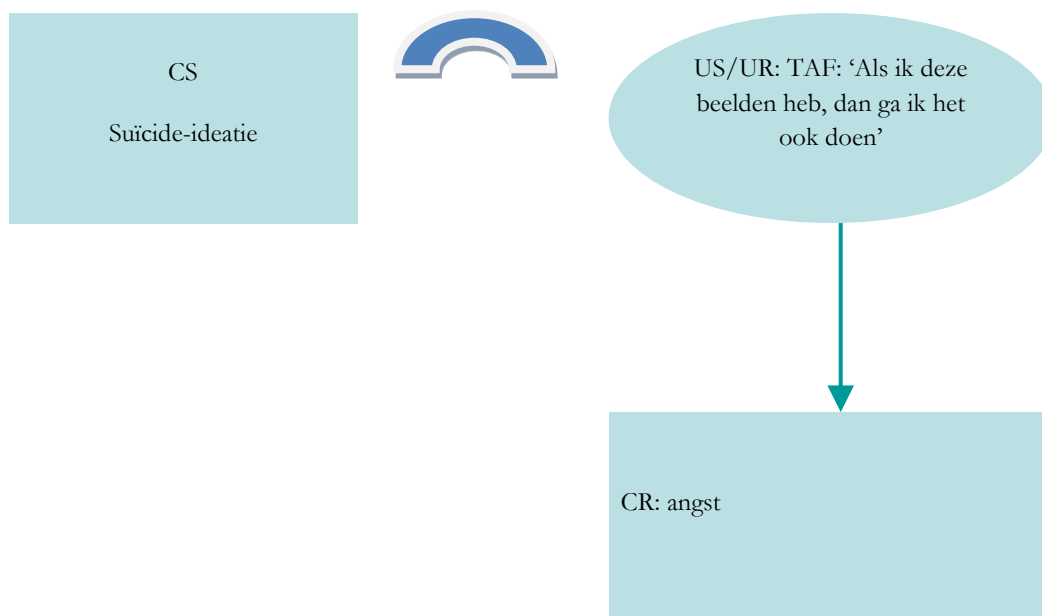 CS
Suïcide-ideatie
US/UR: TAF: ‘Als ik deze
beelden heb, dan ga ik het
ook doen’
CR: angst